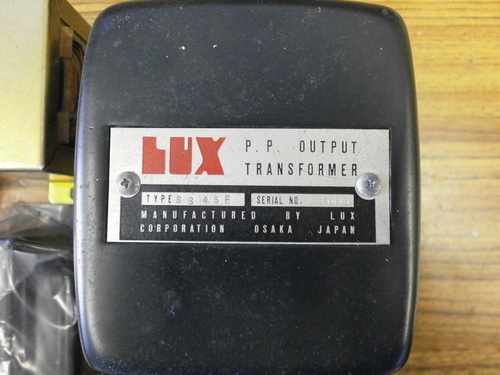 LUX P.P. OUTPUT
TRANSFORMER
TYPE SERIAL NO.
MANUFACTURED BY LUX
CORPORATION OSAKA JAPAN